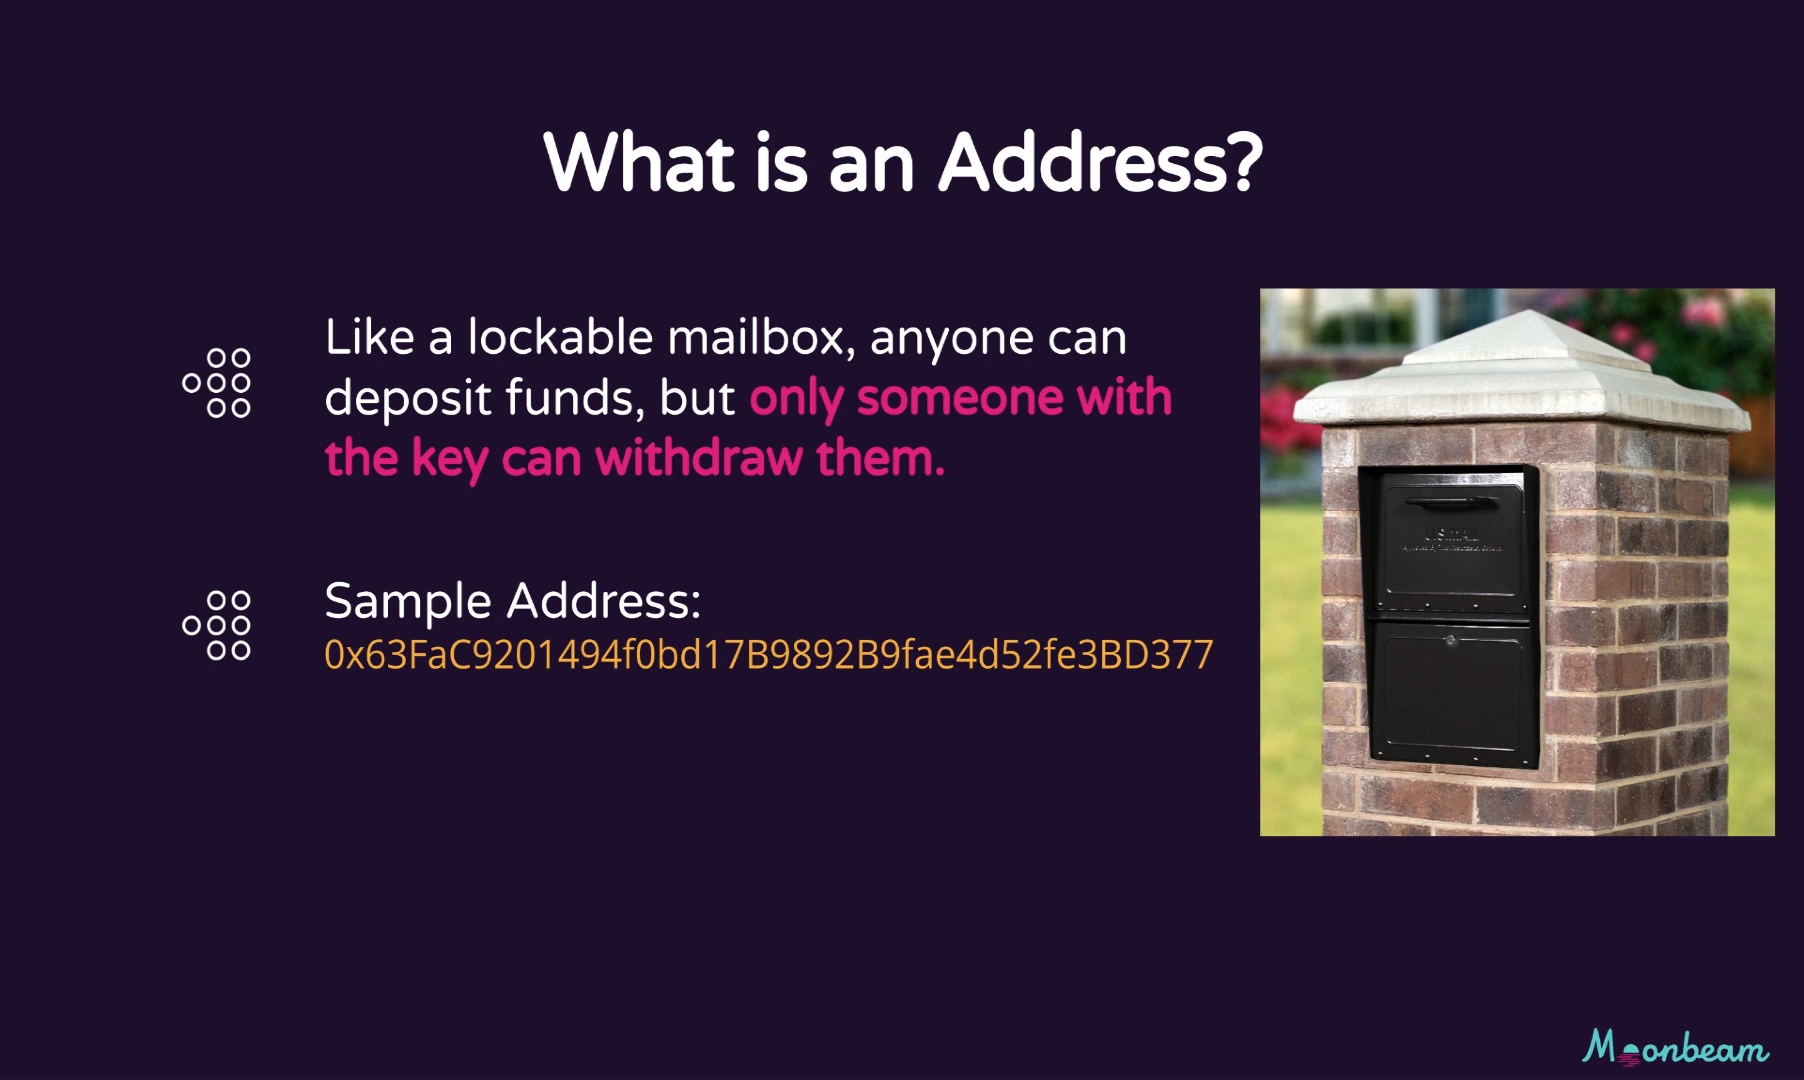 What is an Address?
Like a lockable mailbox, anyone can
deposit funds, but only someone with
the key can withdraw them.
Sample Address:
0x63FaC9201494f0bd17B9892B9fae4d52fe3BD377
U.S. MAIL
Moonbeam